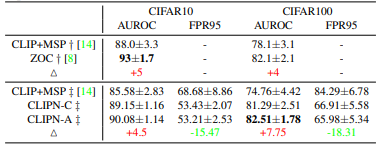 CIFAR10 CIFAR100
AUROC FPR95 AUROC FPR95
CLIP+MSP † [14] 88.0±3.3 - 78.1±3.1 -
ZOC † [8] 93±1.7 - 82.1±2.1 -
△ +5 +4
CLIP+MSP ‡ [14] 85.58±2.83 68.68±8.86 74.76±4.42 84.29±6.78
CLIPN-C ‡ 89.15±1.16 53.43±2.07 81.29±2.51 66.91±5.58
CLIPN-A ‡ 90.08±1.14 53.21±2.53 82.51±1.78 65.98±5.34
△ +4.5 -15.47 +7.75 -18.31